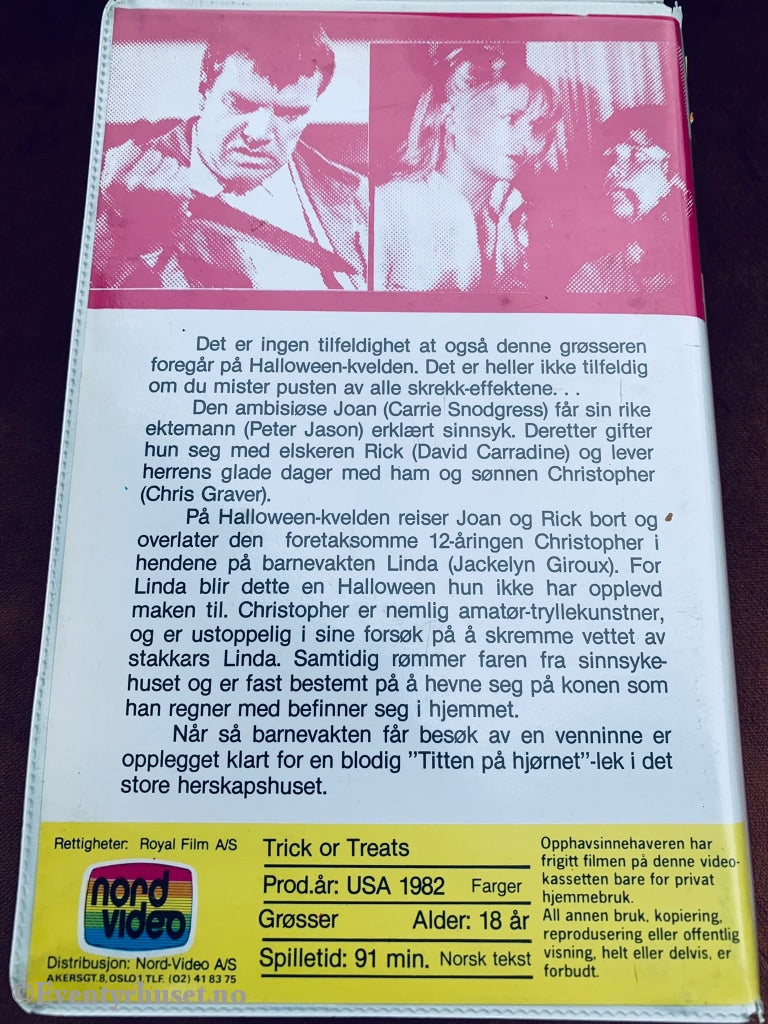 Det er ingen tilfeldighet at også denne grøsseren
foregår på Halloween-kvelden. Det er heller ikke tilfeldig
om du mister pusten av alle skrekk-effektene. . .
Den ambisiøse Joan (Carrie Snodgress) får sin rike
ektemann (Peter Jason) erklært sinnsyk. Deretter gifter
hun seg med elskeren Rick (David Carradine) og lever
herrens glade dager med ham og sønnen Christopher
(Chris Graver).
På Halloween-kvelden reiser Joan og Rick bort og
overlater den foretaksomme 12-åringen Christopher i
hendene på barnevakten Linda (Jackelyn Giroux). For
Linda blir dette en Halloween hun ikke har opplevd
maken til. Christopher er nemlig amatør-tryllekunstner,
og er ustoppelig i sine forsøk på å skremme vettet av
stakkars Linda. Samtidig rømmer faren fra sinnsyke-
huset og er fast bestemt på å hevne seg på konen som
han regner med befinner seg i hjemmet.
Når så barnevakten får besøk av en venninne er
opplegget klart for en blodig ”Titten på hjørnet”-lek i det
store herskapshuset.
Rettigheter: Royal Film A/S
nord
video
Distribusjon: Nord-Video A/S
AKERSGT.8,OSLO1 TLF. (02) 41 83 75
Trick or Treats
Prod.år: USA 1982 Farger
Grøsser Alder: 18 år
Spilletid: 91 min. Norsk tekst
Opphavsinnehaveren har
frigitt filmen på denne video-
kassetten bare for privat
hjemmebruk.
All annen bruk, kopiering,
reprodusering eller offentlig
visning, helt eller delvis, er
forbudt.
©Eventyrhuset.no